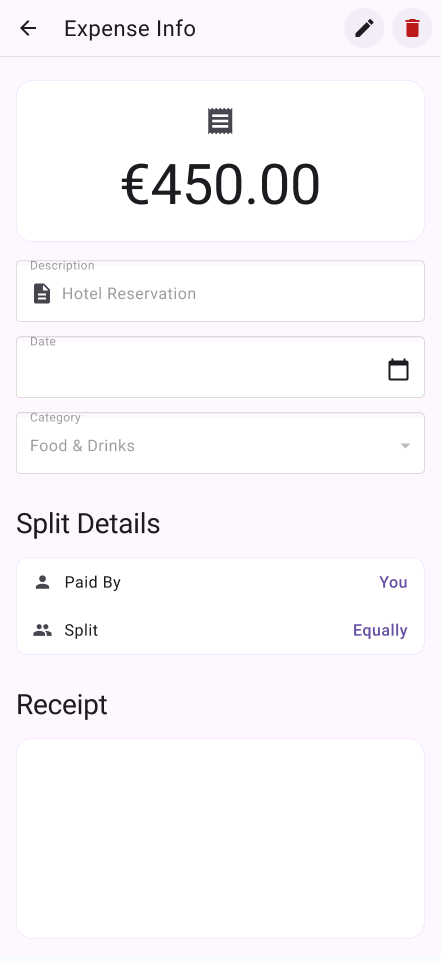 Expense Info
€450.00
Description
Hotel Reservation
Date
Category
Food & Drinks
Split Details
Paid By You
Split Equally
Receipt